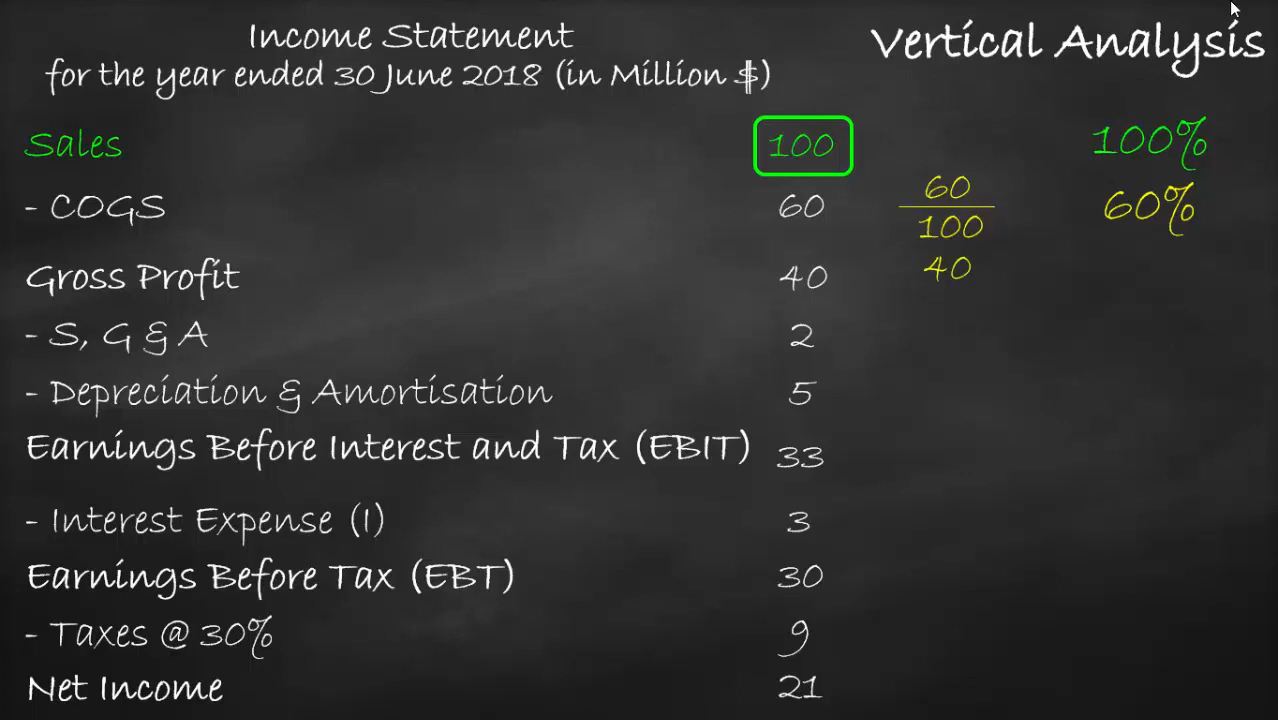 Income Statement
for the year ended 30 June 2018 (in Million $)
Vertical Analysis
Sales 100 100%
- COGS 60 60 60%
100
Gross Profit 40 40
- S, G & A 2
- Depreciation & Amortisation 5
Earnings Before Interest and Tax (EBIT) 33
- Interest Expense (I) 3
Earnings Before Tax (EBT) 30
- Taxes @ 30% 9
Net Income 21